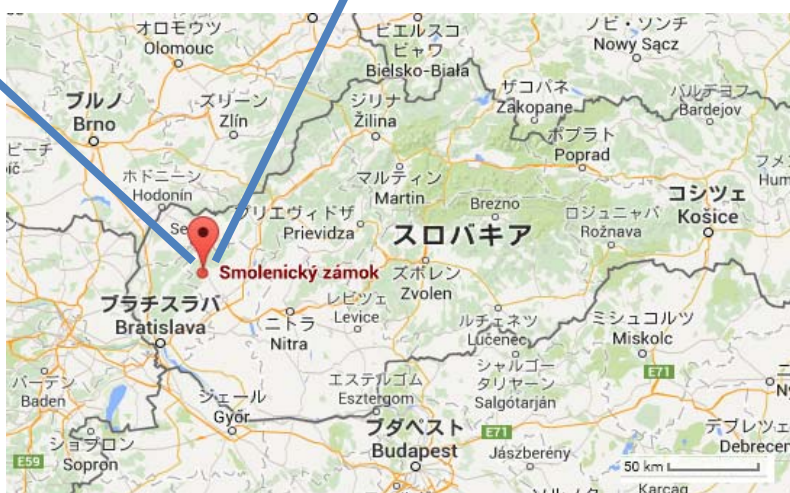 オロモウツ
Olomouc
ビエルスコ
ビャワ
Bielsko-Biała
ノビ・ソンチ
Nowy Sącz
ブルノ
Brno
ズリーン
Zlín
ジリナ
Žilina
ザコパネ
Zakopane
バルデヨフ
Bardejov
ポプラト
Poprad
ホドニーン
Hodonín
マルティン
Martin
Brezno
コシツェ
Košice
プリエヴィドザ
Prievidza
スロバキア
ロジュニャバ
Rožnava
Smolenický zámok
ズボレン
Zvolen
ブラチスラバ
Bratislava
ニトラ
Nitra
レビツェ
Levice
ルチェネツ
Lučenec
ミシュコルツ
Miskolc
バーデン
Baden
ジェール
Győr
エステルゴム
Esztergom
シャルゴー
タリヤーン
Salgótarján
E71
ショプロン
Sopron
E59
ブダペスト
Budapest
E71
Jászberény
デブレツェ
Debrecen
50 km
Karcag